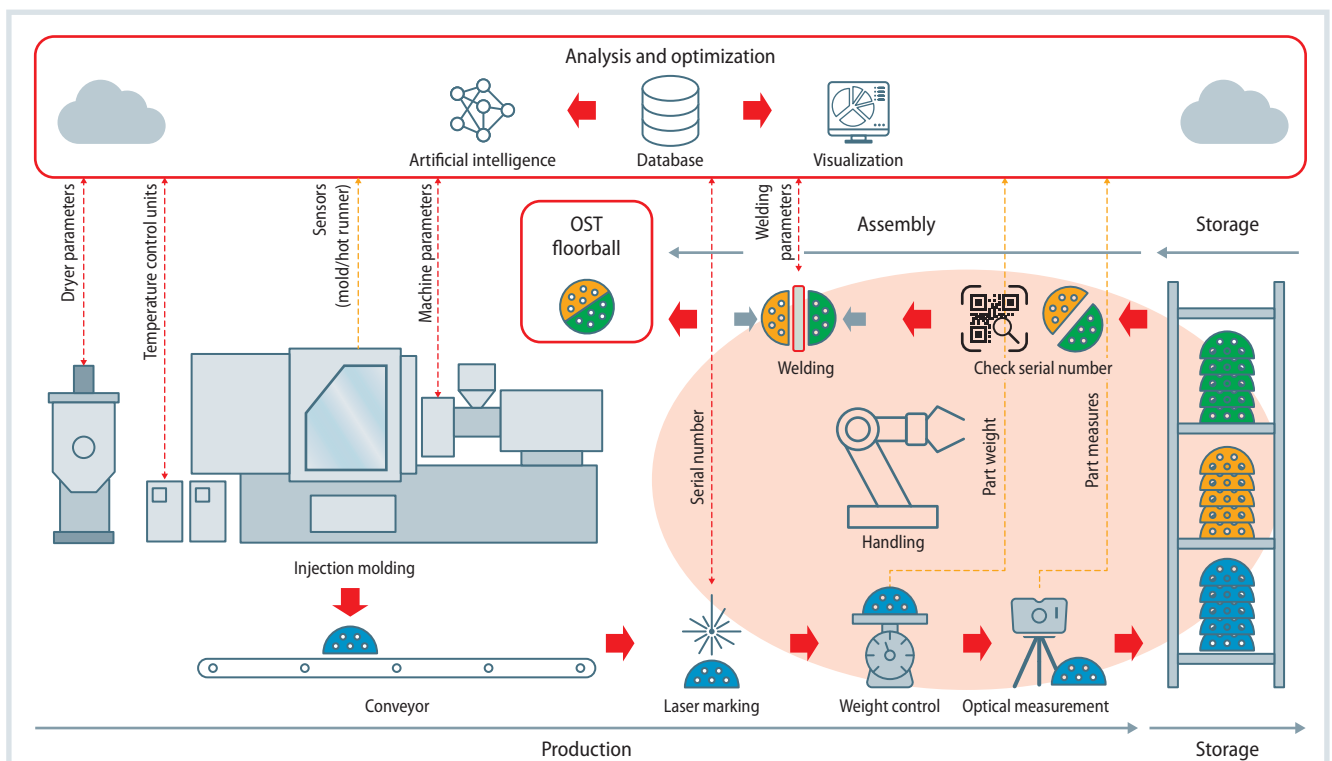 Analysis and optimization
Artificial intelligence
Database
Visualization
Dryer parameters
Temperature control units
Sensors
(mold/hot runner)
Machine parameters
OST
floorball
Welding
parameters
Assembly
Storage
Welding
Check serial number
Serial number
Part weight
Part measures
Handling
Injection molding
Conveyor
Laser marking
Weight control
Optical measurement
Production
Storage